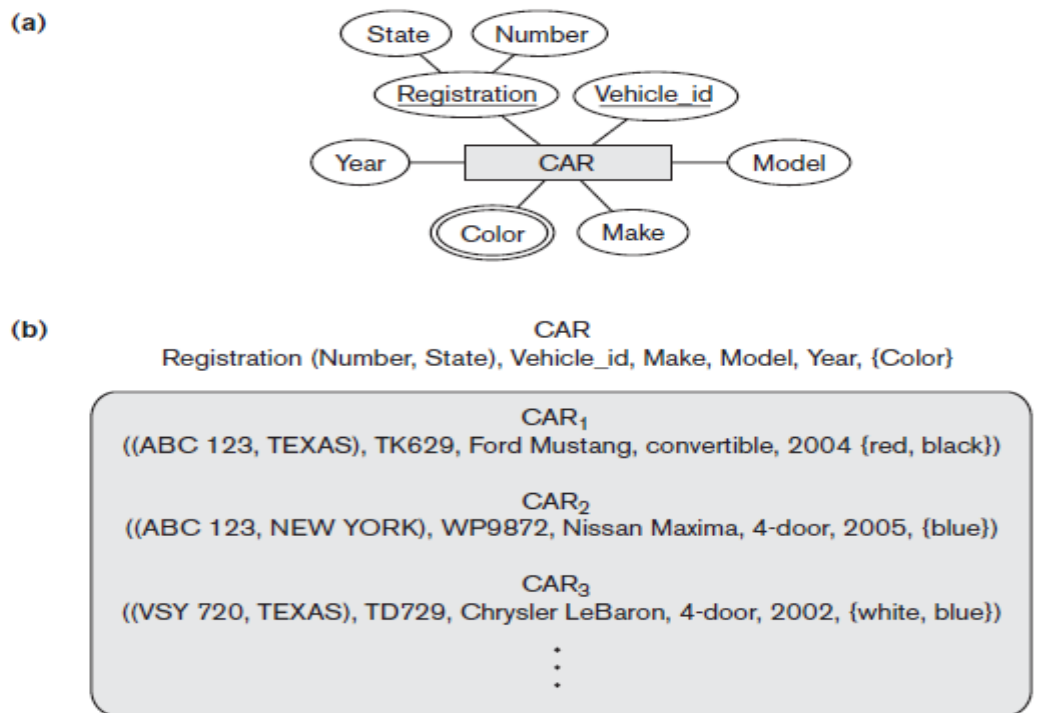 (a)
State
Number
Registration
Vehicle_id
Year
CAR
Model
Color
Make
(b)
CAR
Registration (Number, State), Vehicle_id, Make, Model, Year, {Color}
CAR₁
((ABC 123, TEXAS), TK629, Ford Mustang, convertible, 2004 {red, black})
CAR₂
((ABC 123, NEW YORK), WP9872, Nissan Maxima, 4-door, 2005, {blue})
CAR₃
((VSY 720, TEXAS), TD729, Chrysler LeBaron, 4-door, 2002, {white, blue})